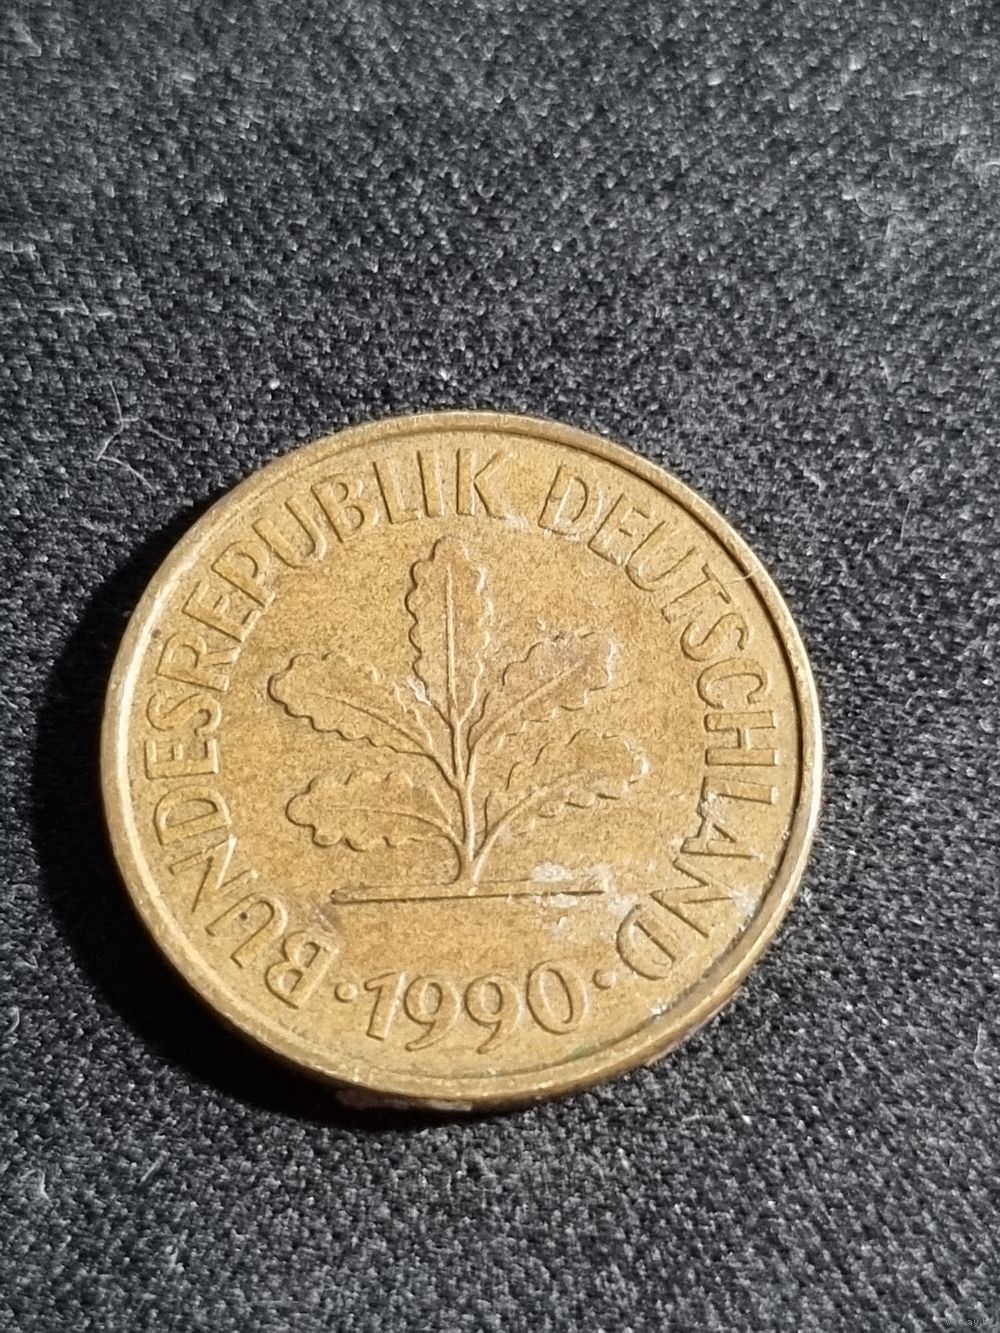 BUNDESREPUBLIK DEUTSCHLAND
· 1990 ·